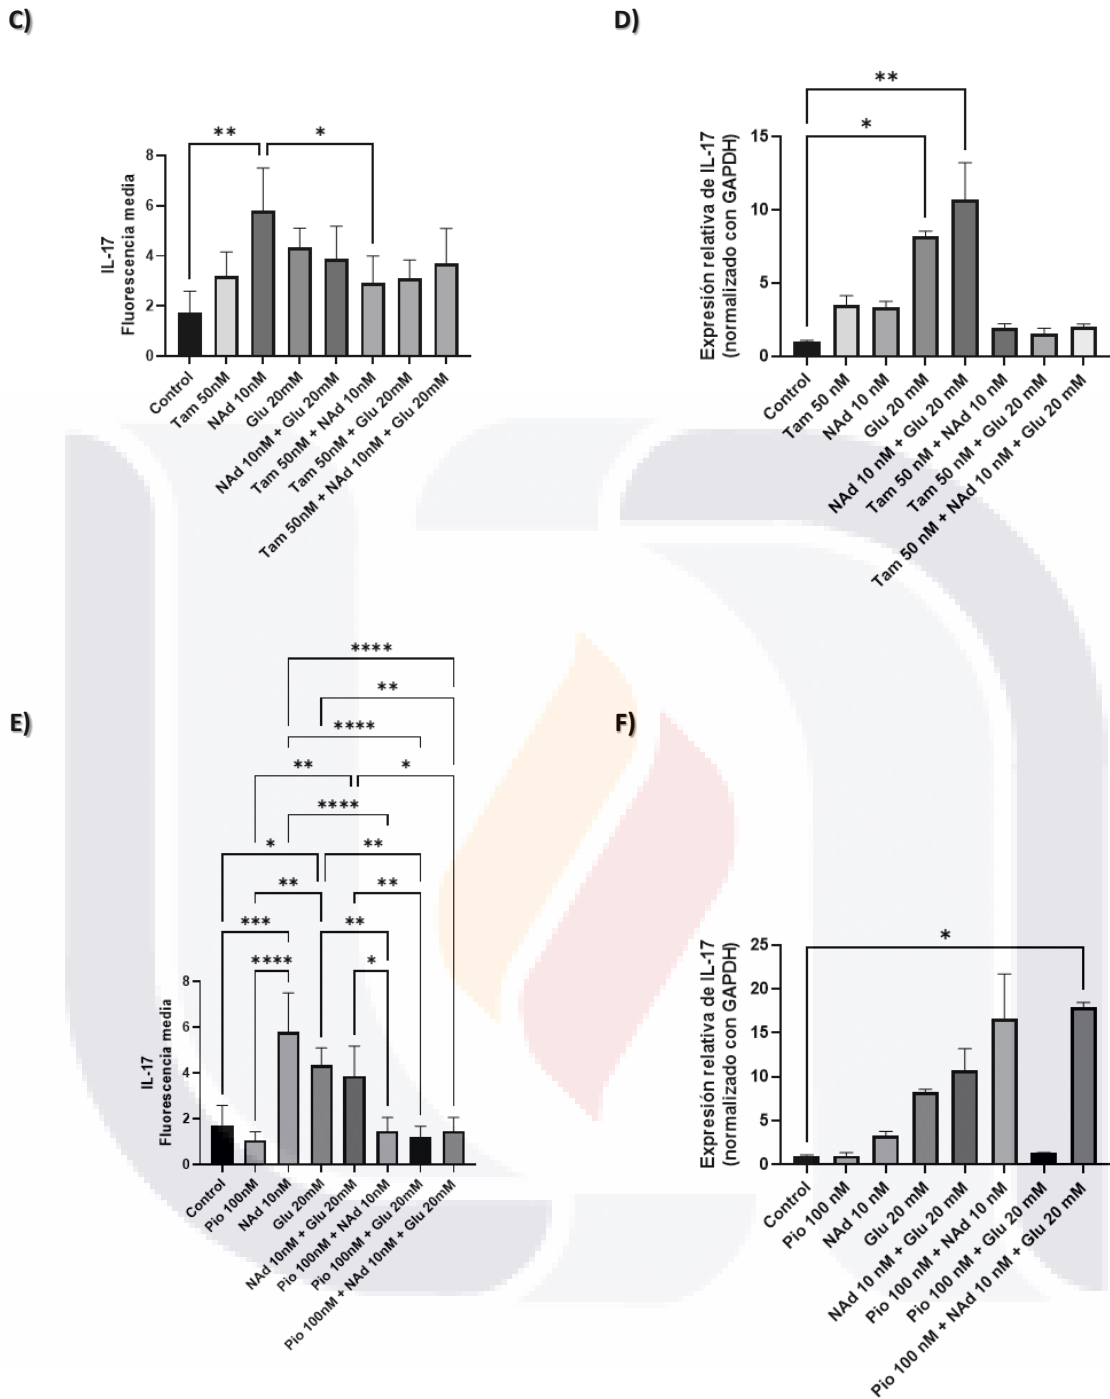 C)
**
*
8
6
4
2
0
IL-17
Fluorescencia media
Control
Tam 50nM
NAd 10nM
Glu 20mM
NAd 10nM + Glu 20mM
Tam 50nM + NAd 10nM
Tam 50nM + Glu 20mM
Tam 50nM + NAd 10nM + Glu 20mM
D)
**
*
15
10
5
0
Expresión relativa de IL-17
(normalizado con GAPDH)
Control
Tam 50 nM
NAd 10 nM
Glu 20 mM
NAd 10 nM + Glu 20 mM
Tam 50 nM + NAd 10 nM
Tam 50 nM + Glu 20 mM
Tam 50 nM + NAd 10 nM + Glu 20 mM
E)
****
**
****
** *
****
* **
** **
*** **
**** *
8
6
4
2
0
IL-17
Fluorescencia media
Control
Pio 100nM
NAd 10nM
Glu 20mM
NAd 10nM + Glu 20mM
Pio 100nM + NAd 10nM
Pio 100nM + Glu 20mM
Pio 100nM + NAd 10nM + Glu 20mM
F)
*
25
20
15
10
5
0
Expresión relativa de IL-17
(normalizado con GAPDH)
Control
Pio 100 nM
NAd 10 nM
Glu 20 mM
NAd 10 nM + Glu 20 mM
Pio 100 nM + NAd 10 nM
Pio 100 nM + Glu 20 mM
Pio 100 nM + NAd 10 nM + Glu 20 mM